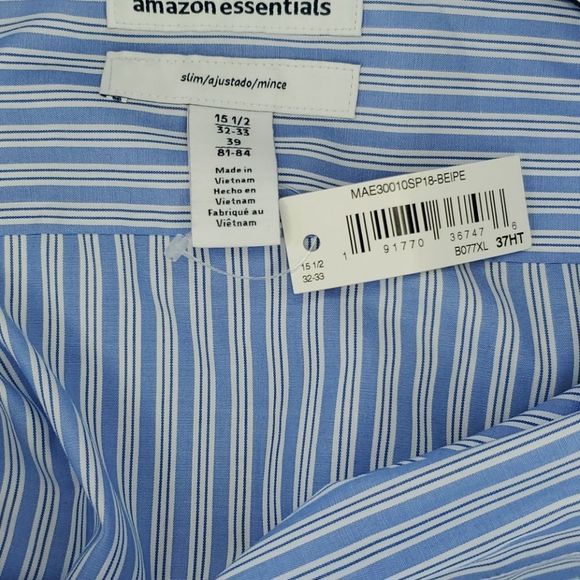 amazon essentials
slim/ajustado/mince
15 1/2
32-33
39
81-84
Made in
Vietnam
Hecho en
Vietnam
Fabriqué au
Viêtnam
MAE30010SP18-BEIPE
1 91770 36747 6
B077XL 37HT
15 1/2
32-33